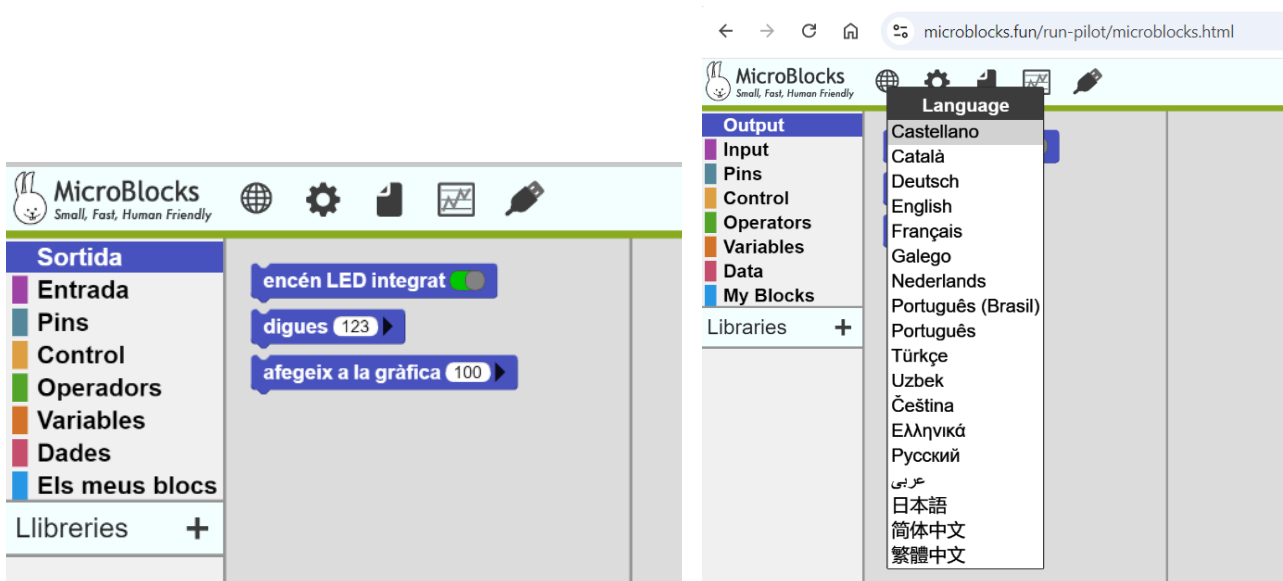 MicroBlocks
Small, Fast, Human Friendly
Sortida
Entrada
Pins
Control
Operadors
Variables
Dades
Els meus blocs
Llibreries +
encén LED integrat
digues 123
afegeix a la gràfica 100
microblocks.fun/run-pilot/microblocks.html
MicroBlocks
Small, Fast, Human Friendly
Output
Input
Pins
Control
Operators
Variables
Data
My Blocks
Libraries +
Language
Castellano
Català
Deutsch
English
Français
Galego
Nederlands
Português (Brasil)
Português
Türkçe
Uzbek
Čeština
Ελληνικά
Русский
عربى
日本語
简体中文
繁體中文